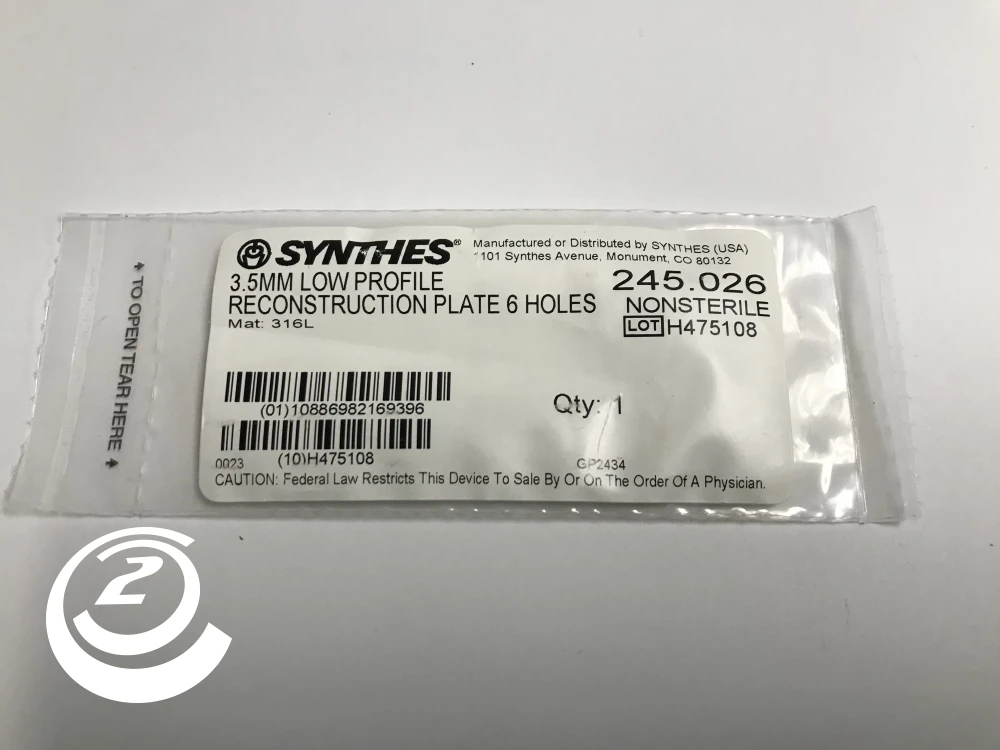 SYNTHES®
Manufactured or Distributed by SYNTHES (USA)
1101 Synthes Avenue, Monument, CO 80132
3.5MM LOW PROFILE
RECONSTRUCTION PLATE 6 HOLES
Mat: 316L
245.026
NONSTERILE
LOT H475108
TO OPEN TEAR HERE
(01)10886982169396
Qty: 1
(10)H475108
0023
GP2434
CAUTION: Federal Law Restricts This Device To Sale By Or On The Order Of A Physician.
2